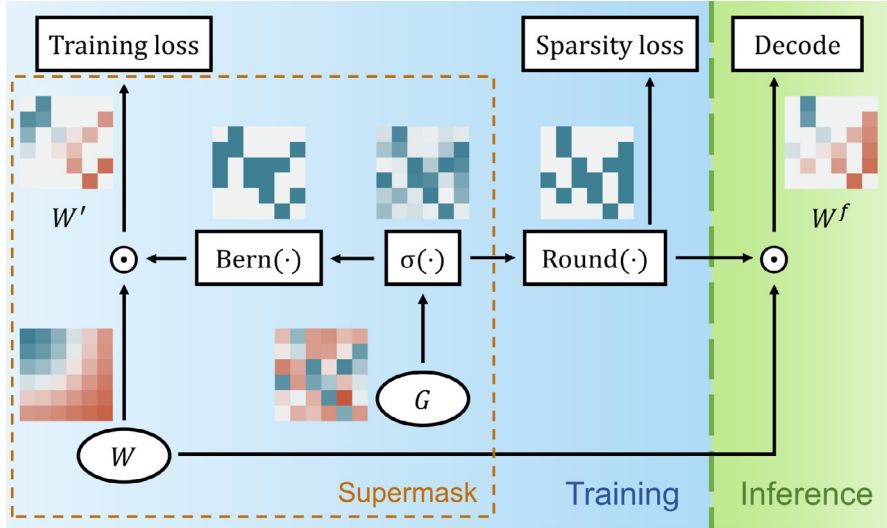 Training loss
Sparsity loss
Decode
W′
W^f
Bern(·)
σ(·)
Round(·)
G
W
Supermask
Training
Inference